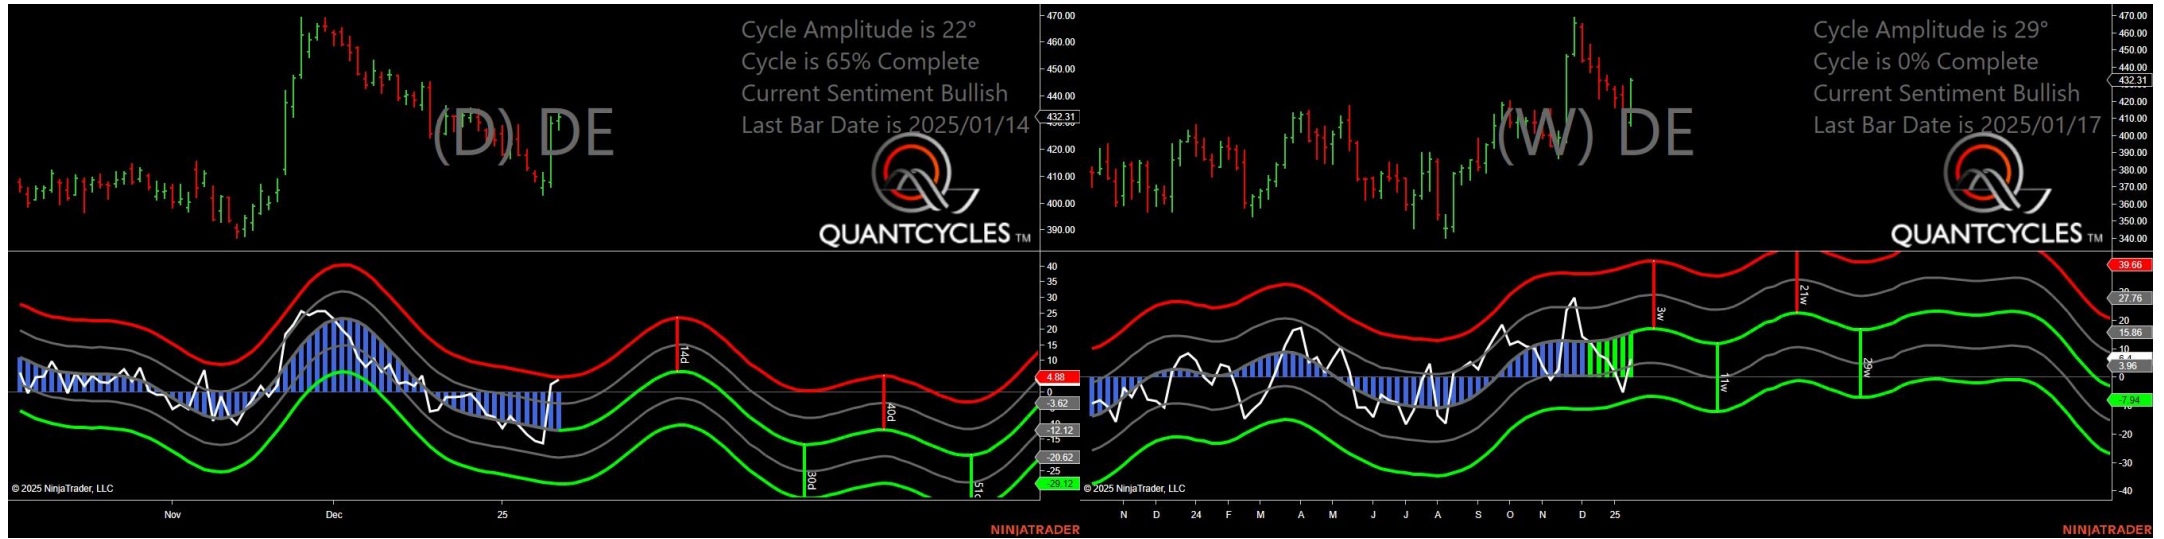 Cycle Amplitude is 22°
Cycle is 65% Complete
Current Sentiment Bullish
Last Bar Date is 2025/01/14
(D) DE
QUANTCYCLES TM
470.00
460.00
450.00
440.00
432.31
420.00
410.00
400.00
390.00
40
35
30
25
20
15
10
4.88
0
-3.62
-12.12
-15
-20.62
-25
-29.12
14d
30d
40d
© 2025 NinjaTrader, LLC
Nov
Dec
25
NINJATRADER
Cycle Amplitude is 29°
Cycle is 0% Complete
Current Sentiment Bullish
Last Bar Date is 2025/01/17
(W) DE
QUANTCYCLES TM
470.00
460.00
450.00
440.00
432.31
420.00
410.00
400.00
390.00
380.00
370.00
360.00
350.00
340.00
39.66
27.76
20
15.86
10
3.96
0
-7.94
-20
-30
-40
3w
11w
21w
29w
© 2025 NinjaTrader, LLC
N D 24 F M A M J J A S O N D 25
NINJATRADER